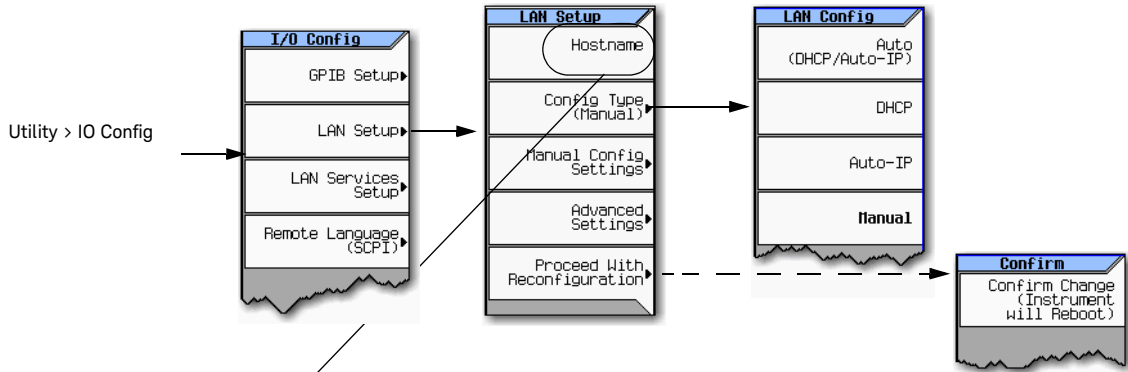 Utility > IO Config
I/O Config
GPIB Setup
LAN Setup
LAN Services
Setup
Remote Language
(SCPI)
LAN Setup
Hostname
Config Type
(Manual)
Manual Config
Settings
Advanced
Settings
Proceed With
Reconfiguration
LAN Config
Auto
(DHCP/Auto-IP)
DHCP
Auto-IP
Manual
Confirm
Confirm Change
(Instrument
will Reboot)